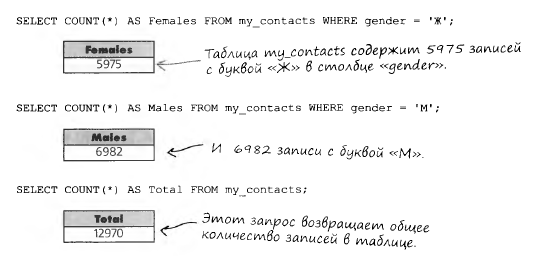 SELECT COUNT(*) AS Females FROM my_contacts WHERE gender = 'Ж';
Females
5975
Таблица my_contacts содержит 5975 записей
с буквой «Ж» в столбце «gender».
SELECT COUNT(*) AS Males FROM my_contacts WHERE gender = 'М';
Males
6982
И 6982 записи с буквой «М».
SELECT COUNT(*) AS Total FROM my_contacts;
Total
12970
Этот запрос возвращает общее
количество записей в таблице.